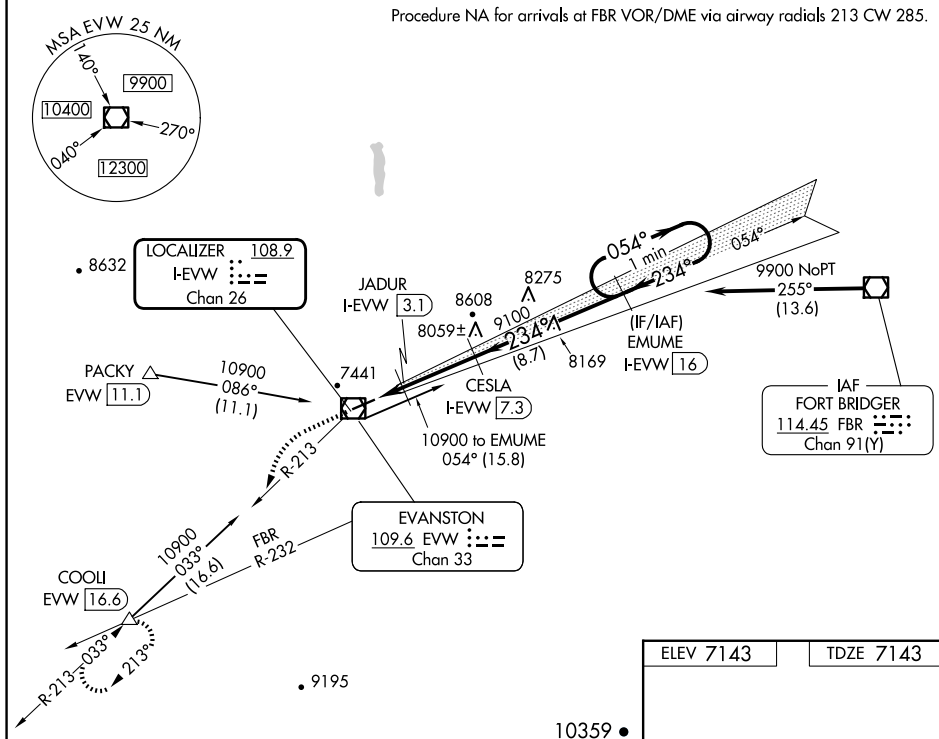 Procedure NA for arrivals at FBR VOR/DME via airway radials 213 CW 285.
MSA EVW 25 NM
140°
9900
10400
270°
040°
12300
LOCALIZER 108.9
I-EVW
Chan 26
8632
JADUR
I-EVW 3.1
8608
8275
8059±
9100
234°
(8.7)
054°
1 min
234°
054°
9900 NoPT
255°
(13.6)
(IF/IAF)
EMUME
I-EVW 16
8169
PACKY
EVW 11.1
10900
086°
(11.1)
7441
CESLA
I-EVW 7.3
IAF
FORT BRIDGER
114.45 FBR
Chan 91(Y)
10900 to EMUME
054° (15.8)
R-213
EVANSTON
109.6 EVW
Chan 33
10900
033°
(16.6)
FBR
R-232
COOLI
EVW 16.6
R-213
033°
213°
9195
ELEV 7143
TDZE 7143
10359